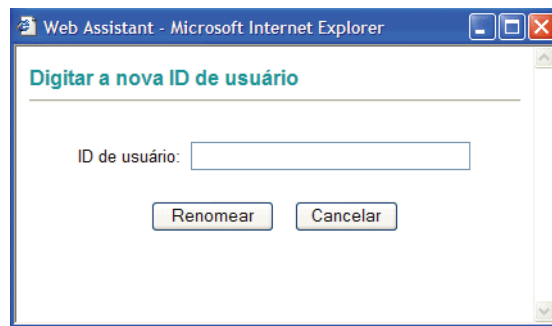 Web Assistant - Microsoft Internet Explorer
Digitar a nova ID de usuário
ID de usuário:
Renomear Cancelar